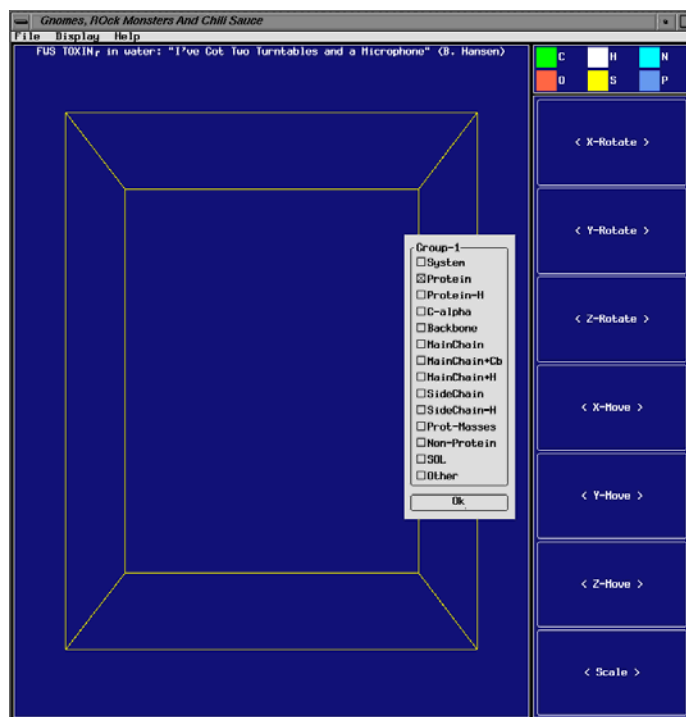 Gnomes, ROck Monsters And Chili Sauce
File Display Help
FUS TOXINr in water: "I've Got Two Turntables and a Microphone" (B. Hansen)
C H N
O S P
Group-1
System
Protein
Protein-H
C-alpha
Backbone
MainChain
MainChain+Cb
MainChain+H
SideChain
SideChain-H
Prot-Masses
Non-Protein
SOL
Other
Ok
< X-Rotate >
< Y-Rotate >
< Z-Rotate >
< X-Move >
< Y-Move >
< Z-Move >
< Scale >